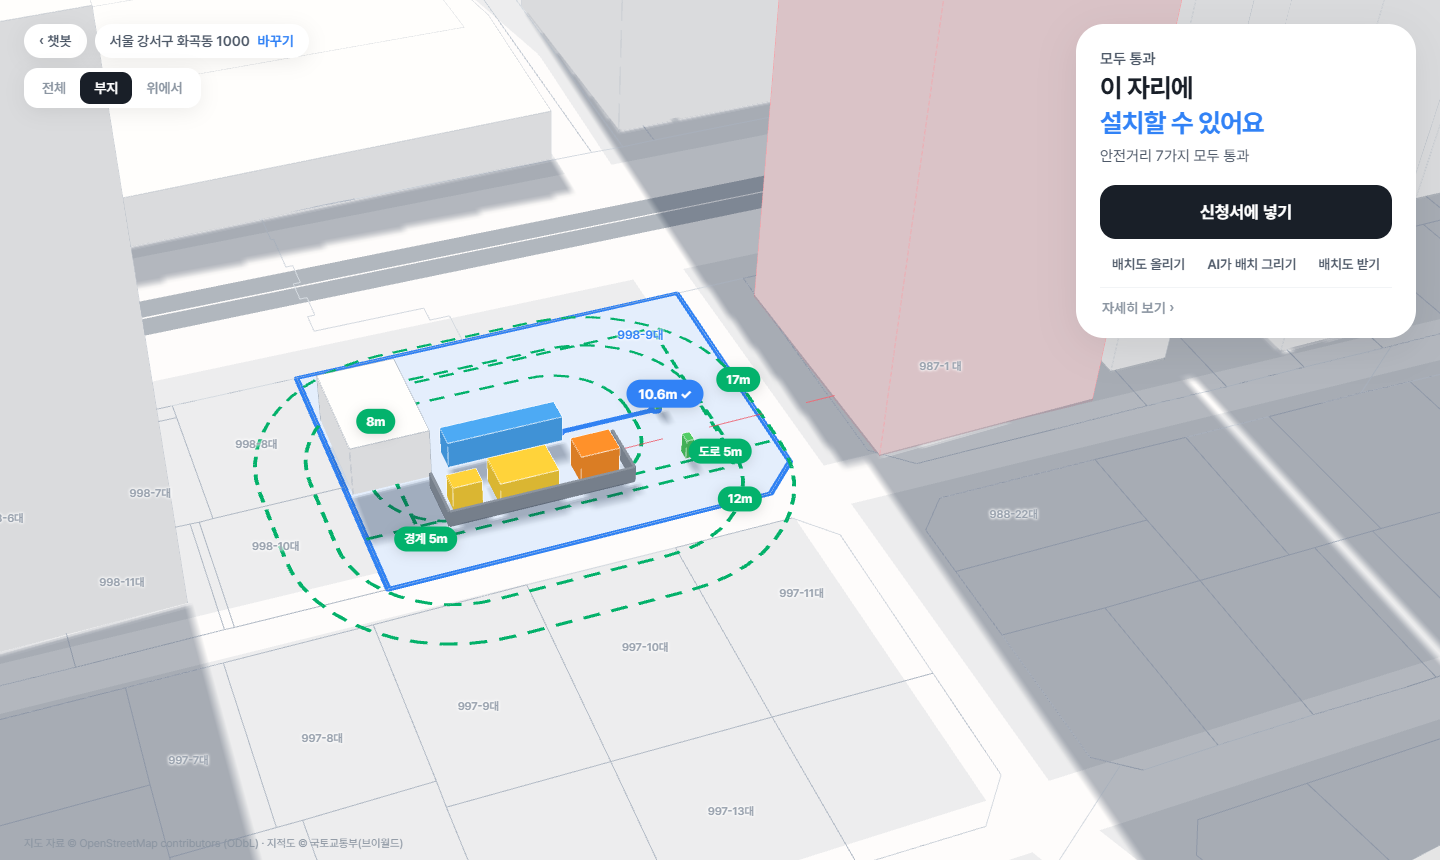 ‹ 챗봇
서울 강서구 화곡동 1000 바꾸기
전체
부지
위에서
모두 통과
이 자리에
설치할 수 있어요
안전거리 7가지 모두 통과
신청서에 넣기
배치도 올리기
AI가 배치 그리기
배치도 받기
자세히 보기 ›
998-9대
987-1 대
17m
10.6m
8m
998-8대
도로 5m
998-7대
12m
988-22대
경계 5m
998-10대
998-11대
997-11대
997-10대
997-9대
997-8대
997-7대
997-13대
지도 자료 © OpenStreetMap contributors (ODbL) · 지적도 © 국토교통부(브이월드)